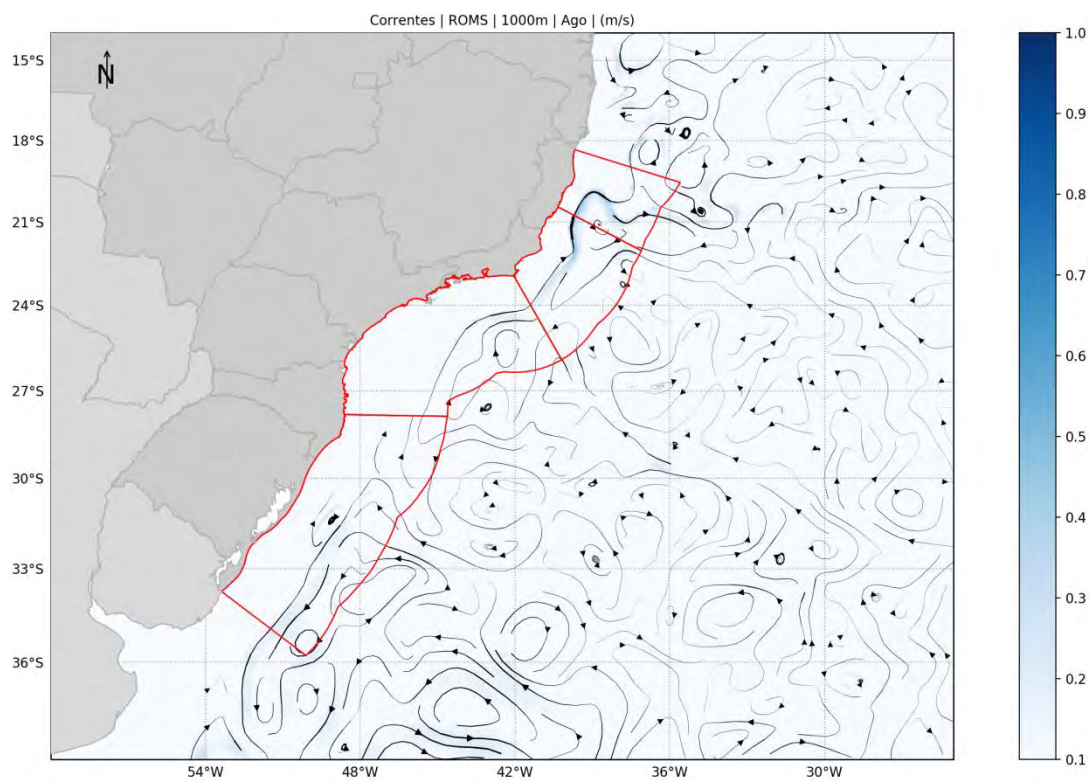 Correntes | ROMS | 1000m | Ago | (m/s)
N
15°S
18°S
21°S
24°S
27°S
30°S
33°S
36°S
54°W
48°W
42°W
36°W
30°W
1.0
0.9
0.8
0.7
0.6
0.5
0.4
0.3
0.2
0.1